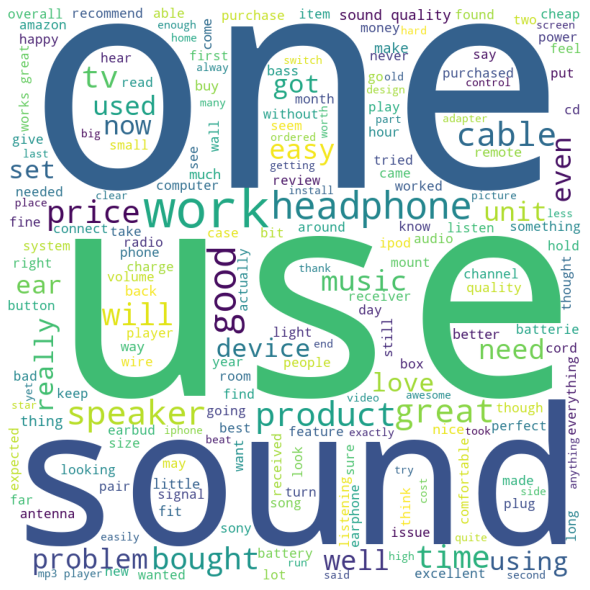 overall
recommend
able
purchase
item
sound quality
found
cheap
amazon
come
two
enough
money
hard
power
screen
happy
hear
home
first
alway
make
never
feel
works great
tv
read
switch
bass
go
old
say
purchased
put
buy
got
design
control
used
many
month
without
play
part
adapter
cd
give
now
wall
seem
ordered
worth
hour
remote
one
cable
last
big
small
see
getting
tried
easy
even
set
much
review
came
place
needed
clear
computer
install
worked
picture
less
fine
price
work
headphone
unit
connect
take
case
bit
around
know
listen
something
system
radio
phone
ipod
audio
hold
right
good
actually
mount
ear
volume
charge
thank
music
channel
thought
button
back
receiver
quality
use
will
player
light
day
still
better
batterie
way
device
end
people
box
need
cord
really
wire
year
bad
room
video
awesome
love
everything
yet
keep
find
star
iphone
speaker
going
product
great
though
thing
earbud
best
feature
exactly
nice
took
perfect
anything
size
beat
want
received
look
sure
expected
looking
may
try
made
far
pair
little
signal
turn
song
listening
earphone
think
cost
comfortable
side
long
antenna
fit
sony
issue
plug
sound
easily
quite
problem
bought
battery
well
high
time
using
mp3 player
new
wanted
lot
run
said
excellent
second